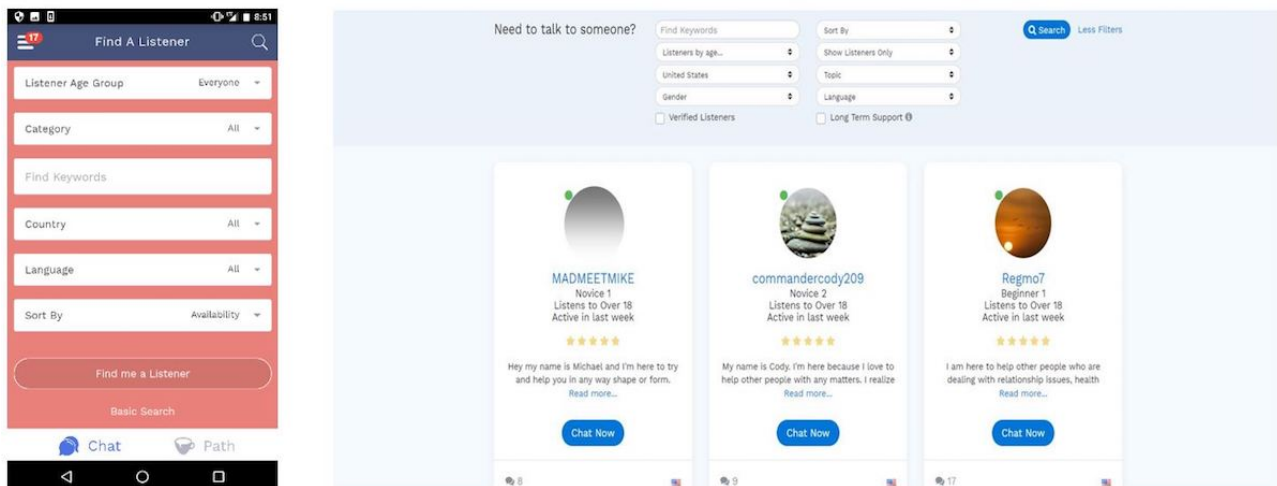 8:51
17
Find A Listener
Listener Age Group Everyone
Category All
Find Keywords
Country All
Language All
Sort By Availability
Find me a Listener
Basic Search
Chat Path
Need to talk to someone?
Find Keywords Sort By Search Less Filters
Listeners by age... Show Listeners Only
United States Topic
Gender Language
Verified Listeners Long Term Support
MADMEETMIKE
Novice 1
Listens to Over 18
Active in last week
Hey my name is Michael and I'm here to try
and help you in any way shape or form.
Read more...
Chat Now
8
commandercody209
Novice 2
Listens to Over 18
Active in last week
My name is Cody. I'm here because I love to
help other people with any matters. I realize
Read more...
Chat Now
9
Regmo7
Beginner 1
Listens to Over 18
Active in last week
I am here to help other people who are
dealing with relationship issues, health
Read more...
Chat Now
17